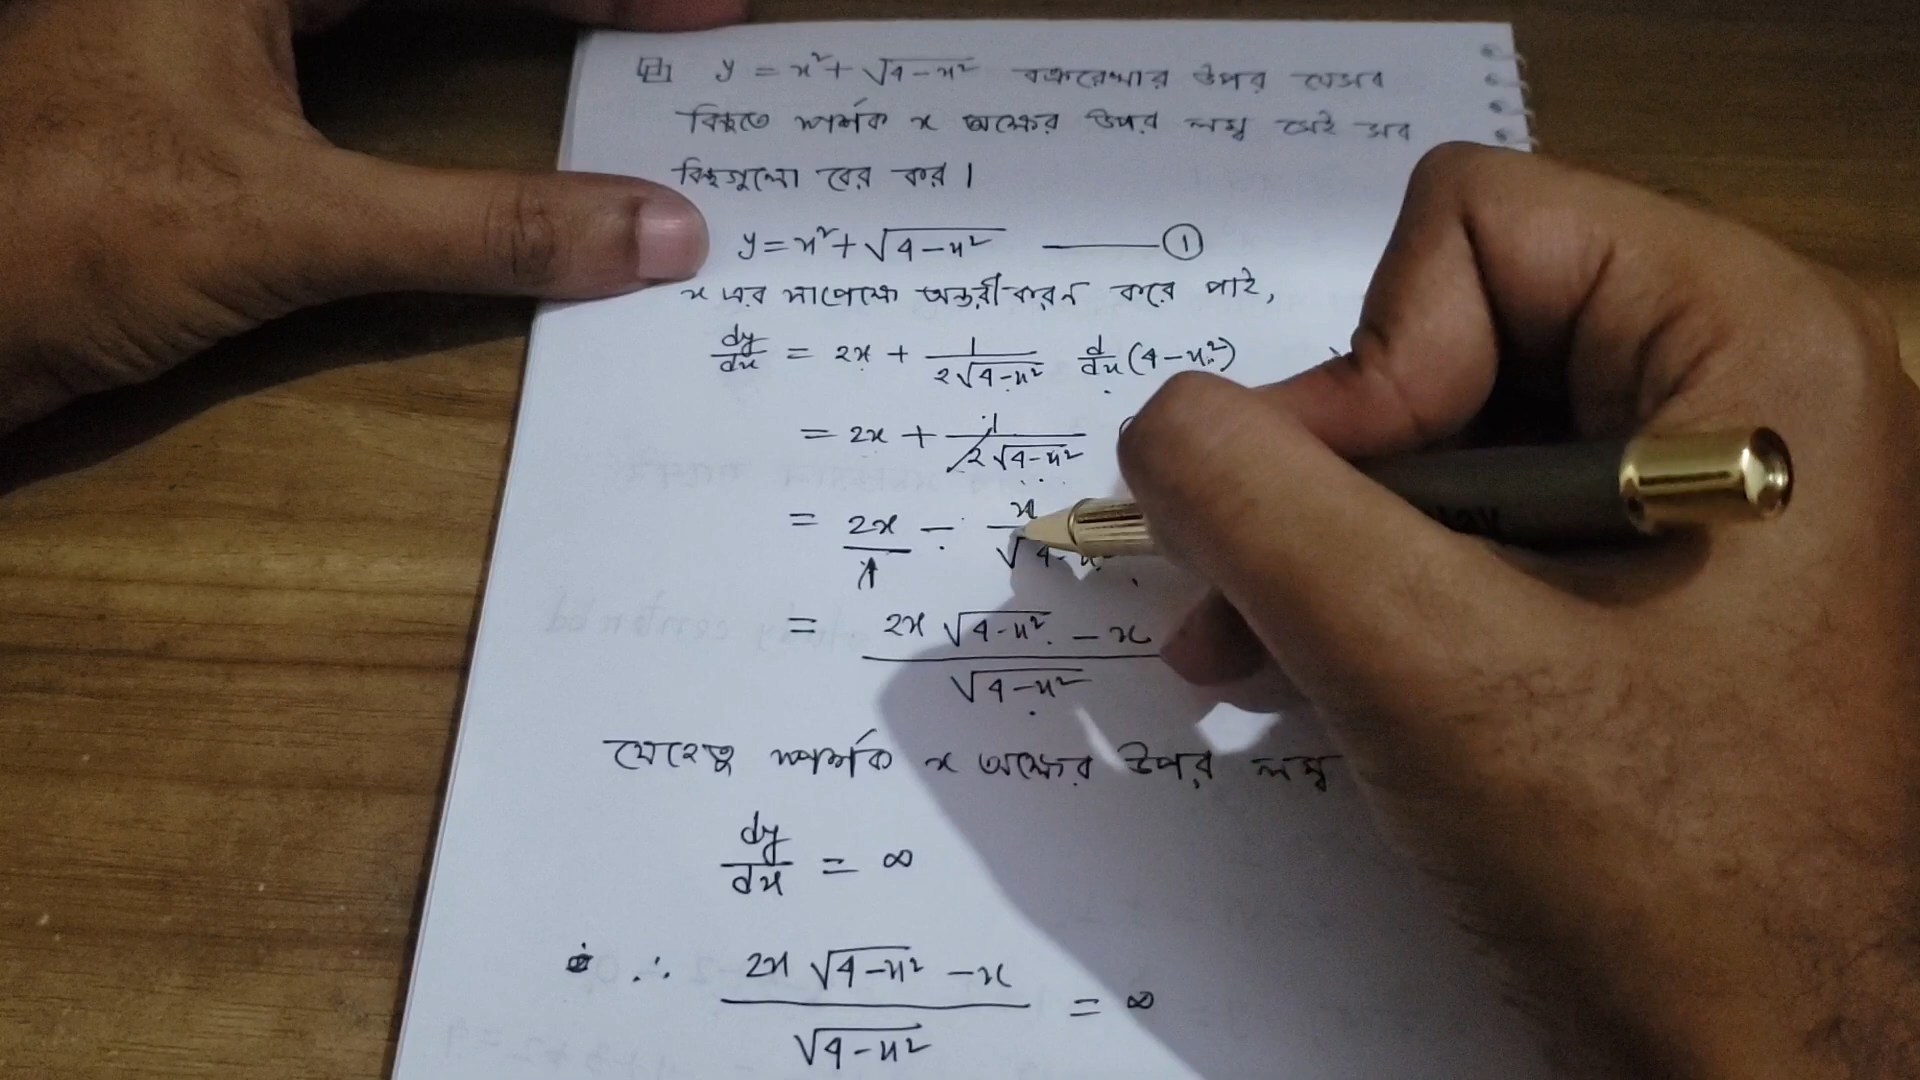 y = x² + √(4-x²) বক্ররেখার উপর যেসব
বিন্দুতে স্পর্শক x অক্ষের উপর লম্ব সেই সব
বিন্দুগুলো বের কর।
y = x² + √(4-x²) ——— ①
x এর সাপেক্ষে অন্তরীকরণ করে পাই,
dy/dx = 2x + 1/(2√(4-x²)) d/dx (4-x²)
= 2x + 1/(2√(4-x²))
= 2x/1 - x/√(4-x²)
= (2x √(4-x²) - x)/√(4-x²)
যেহেতু স্পর্শক x অক্ষের উপর লম্ব
dy/dx = ∞
∴ (2x √(4-x²) - x)/√(4-x²) = ∞